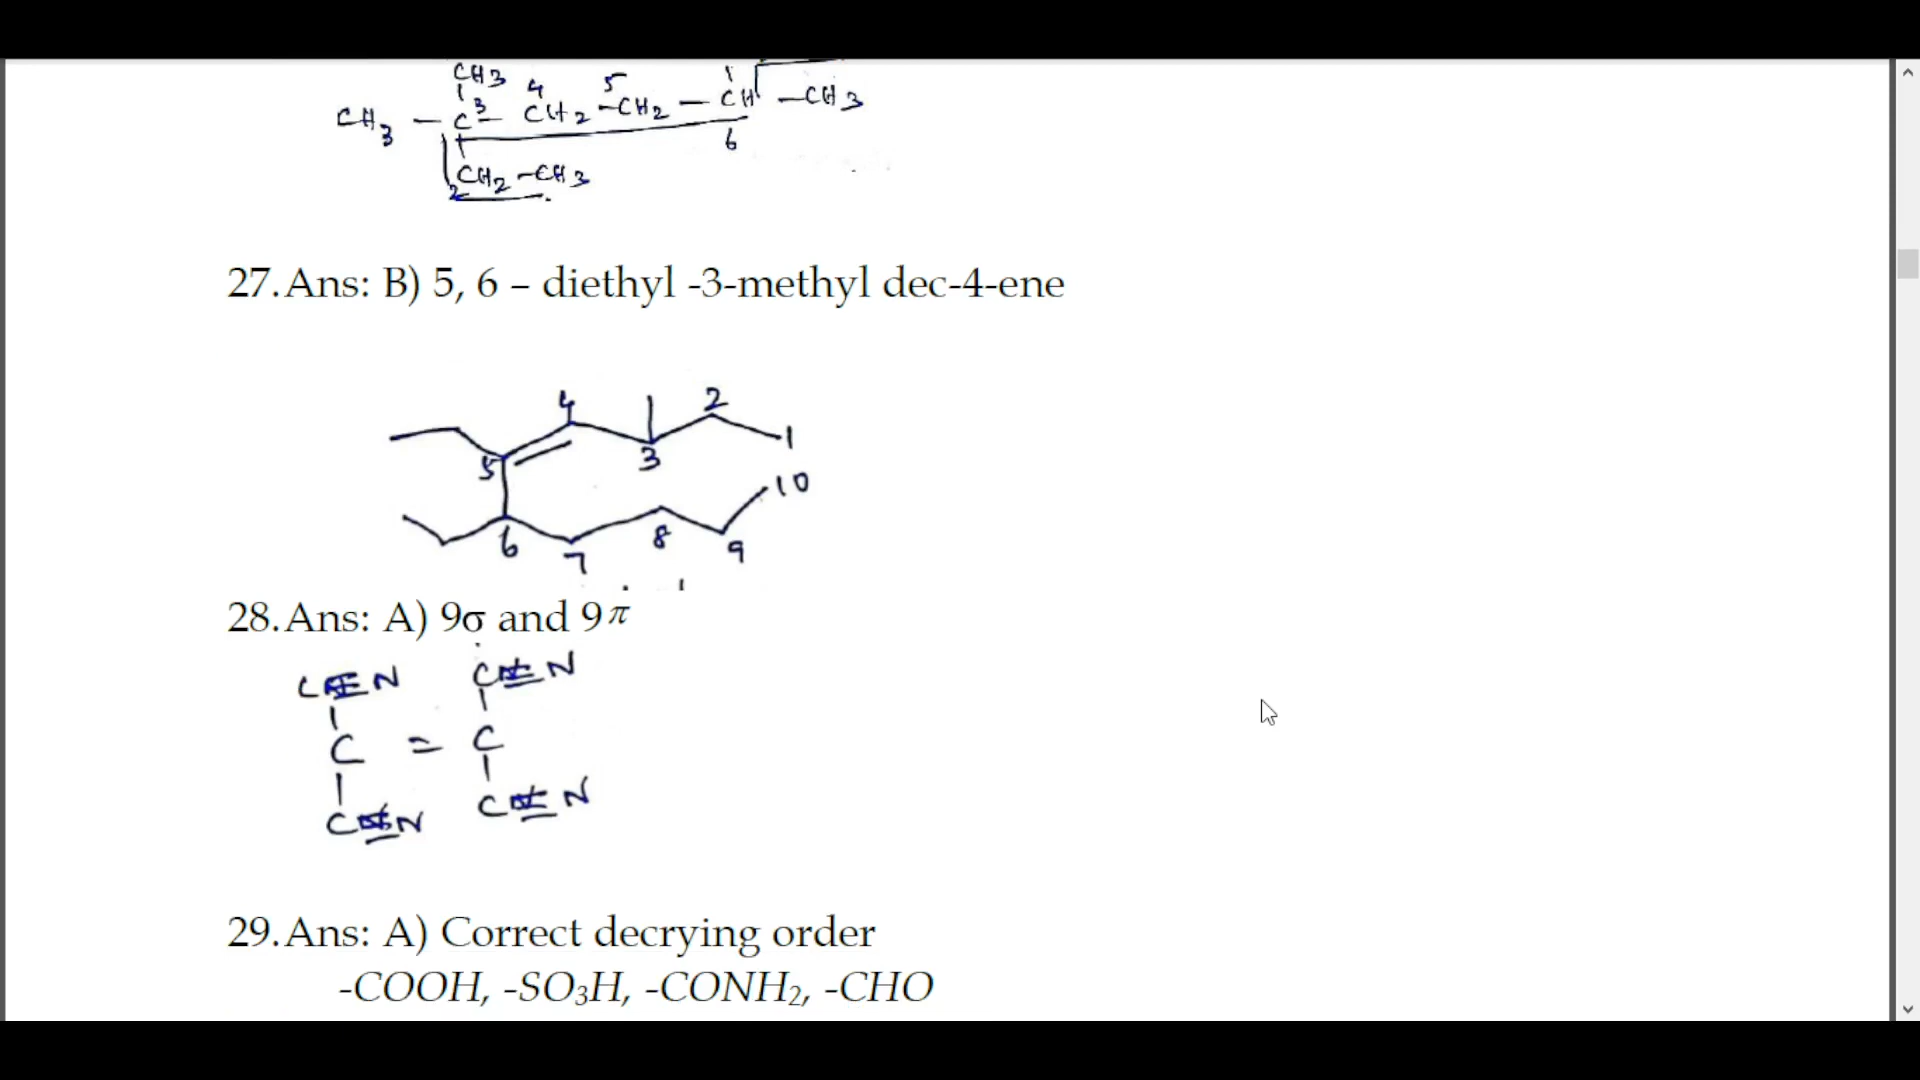 CH3
4 5
CH3 – C 3 – CH2 – CH2 – CH – CH3
6
2 CH2 – CH3
27. Ans: B) 5, 6 – diethyl -3-methyl dec-4-ene
4 2
5 3 1
10
6 7 8 9
28. Ans: A) 9σ and 9π
C≡N C≡N
C = C
C≡N C≡N
29. Ans: A) Correct decrying order
-COOH, -SO₃H, -CONH₂, -CHO